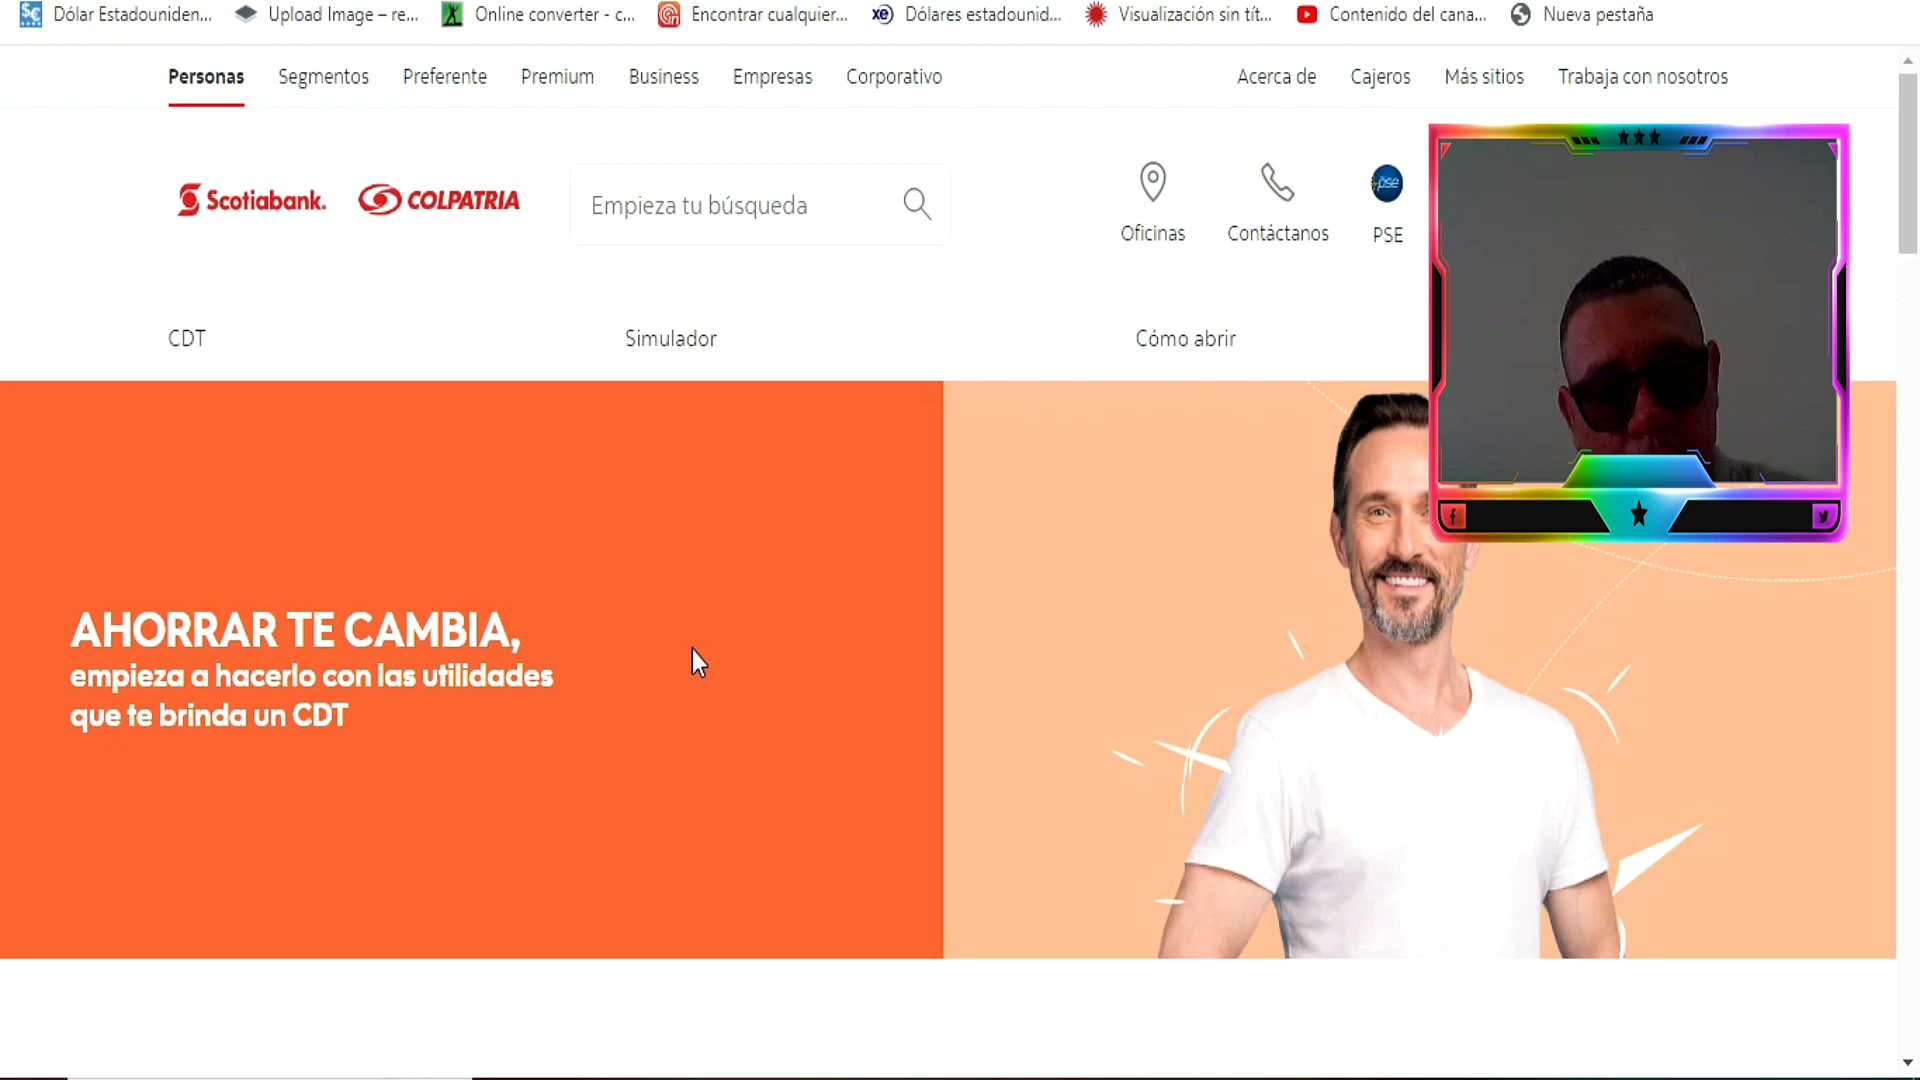 Dólar Estadouniden... Upload Image – re... Online converter - c... Encontrar cualquier... Dólares estadounid... Visualización sin tít... Contenido del cana... Nueva pestaña
Personas Segmentos Preferente Premium Business Empresas Corporativo Acerca de Cajeros Más sitios Trabaja con nosotros
Scotiabank. COLPATRIA Empieza tu búsqueda Oficinas Contáctanos pse PSE
CDT Simulador Cómo abrir
AHORRAR TE CAMBIA,
empieza a hacerlo con las utilidades
que te brinda un CDT